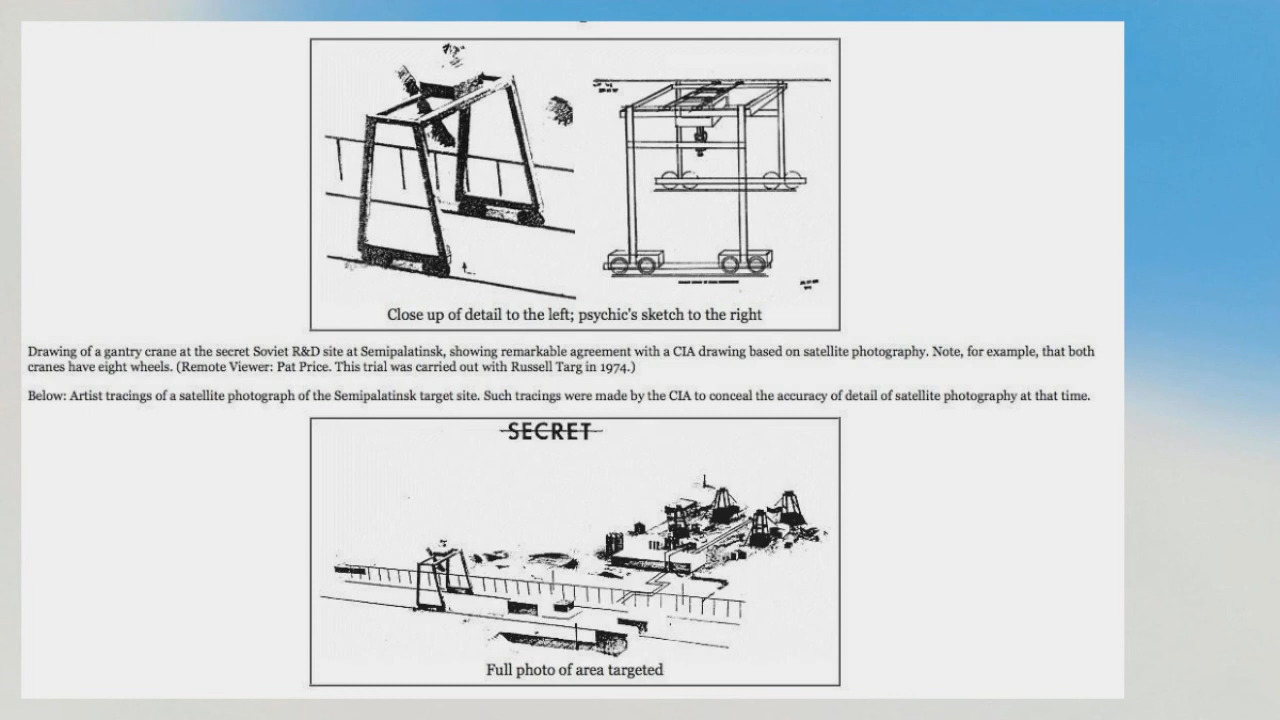 Close up of detail to the left; psychic's sketch to the right
Drawing of a gantry crane at the secret Soviet R&D site at Semipalatinsk, showing remarkable agreement with a CIA drawing based on satellite photography. Note, for example, that both
cranes have eight wheels. (Remote Viewer: Pat Price. This trial was carried out with Russell Targ in 1974.)
Below: Artist tracings of a satellite photograph of the Semipalatinsk target site. Such tracings were made by the CIA to conceal the accuracy of detail of satellite photography at that time.
SECRET
Full photo of area targeted